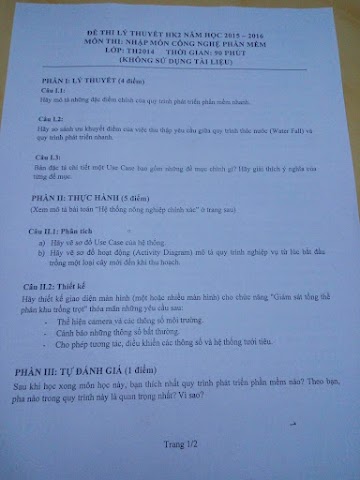 ĐỀ THI LÝ THUYẾT HK2 NĂM HỌC 2015 – 2016
MÔN THI: NHẬP MÔN CÔNG NGHỆ PHẦN MỀM
LỚP: TH2014 THỜI GIAN: 90 PHÚT
(KHÔNG SỬ DỤNG TÀI LIỆU)
PHẦN I: LÝ THUYẾT (4 điểm)
Câu I.1:
Hãy mô tả những đặc điểm chính của quy trình phát triển phần mềm nhanh.
Câu I.2:
Hãy so sánh ưu khuyết điểm của việc thu thập yêu cầu giữa quy trình thác nước (Water Fall) và
quy trình phát triển nhanh.
Câu I.3:
Bản đặc tả chi tiết một Use Case bao gồm những đề mục chính gì? Hãy giải thích ý nghĩa của
từng đề mục.
PHẦN II: THỰC HÀNH (5 điểm)
(Xem mô tả bài toán "Hệ thống nông nghiệp chính xác" ở trang sau)
Câu II.1: Phân tích
a) Hãy vẽ sơ đồ Use Case của hệ thống.
b) Hãy vẽ sơ đồ hoạt động (Activity Diagram) mô tả quy trình nghiệp vụ từ lúc bắt đầu
trồng một loại cây mới đến khi thu hoạch.
Câu II.2: Thiết kế
Hãy thiết kế giao diện màn hình (một hoặc nhiều màn hình) cho chức năng "Giám sát tổng thể
phân khu trồng trọt" thỏa mãn những yêu cầu sau:
- Thể hiện camera và các thông số môi trường.
- Cảnh báo những thông số bất thường.
- Cho phép tương tác, điều khiển các thông số và hệ thống tưới tiêu.
PHẦN III: TỰ ĐÁNH GIÁ (1 điểm)
Sau khi học xong môn học này, bạn thích nhất quy trình phát triển phần mềm nào? Theo bạn,
pha nào trong quy trình này là quan trọng nhất? Vì sao?
Trang 1/2